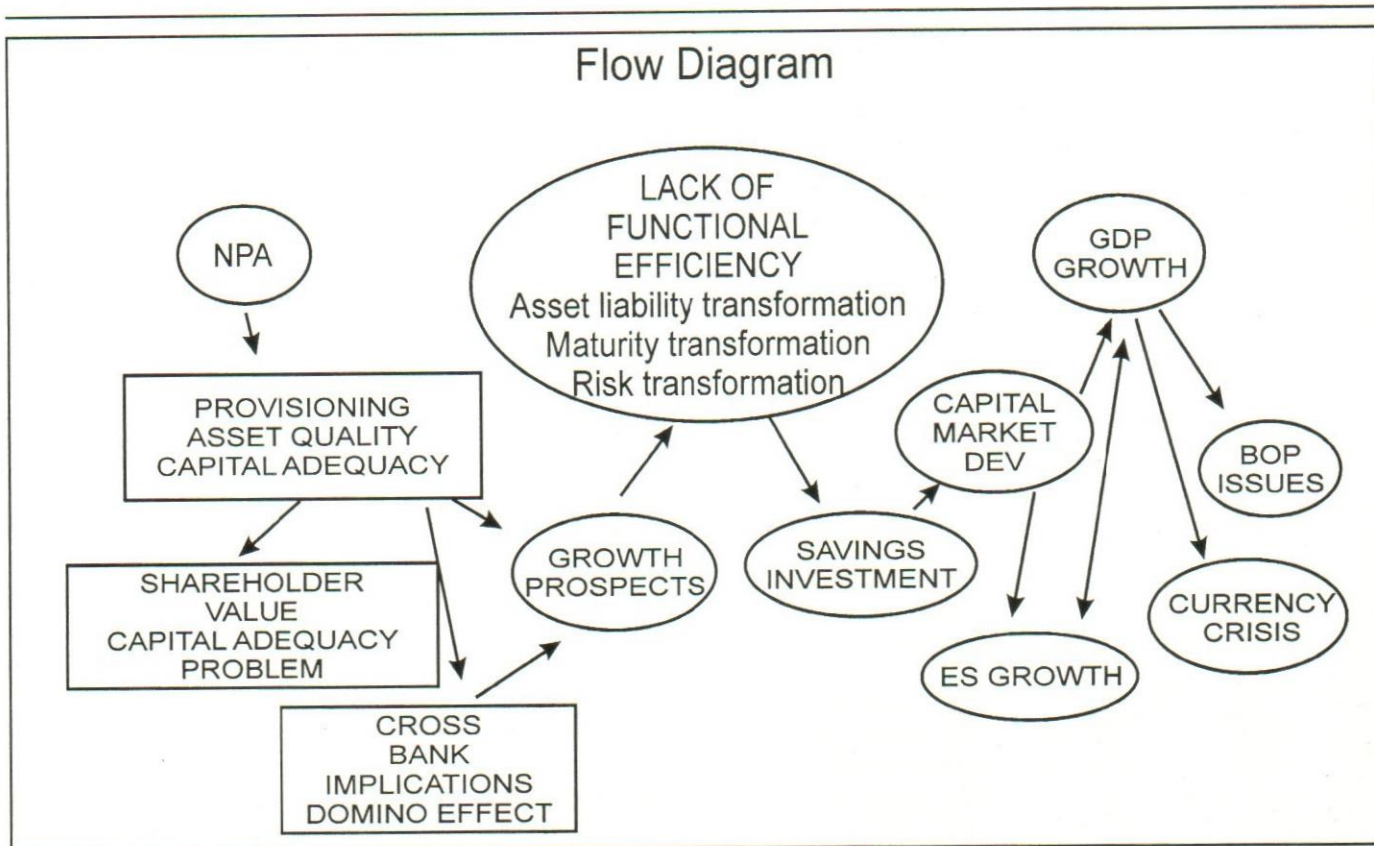 Flow Diagram
NPA
PROVISIONING
ASSET QUALITY
CAPITAL ADEQUACY
SHAREHOLDER
VALUE
CAPITAL ADEQUACY
PROBLEM
CROSS
BANK
IMPLICATIONS
DOMINO EFFECT
GROWTH
PROSPECTS
LACK OF
FUNCTIONAL
EFFICIENCY
Asset liability transformation
Maturity transformation
Risk transformation
SAVINGS
INVESTMENT
CAPITAL
MARKET
DEV
ES GROWTH
GDP
GROWTH
BOP
ISSUES
CURRENCY
CRISIS